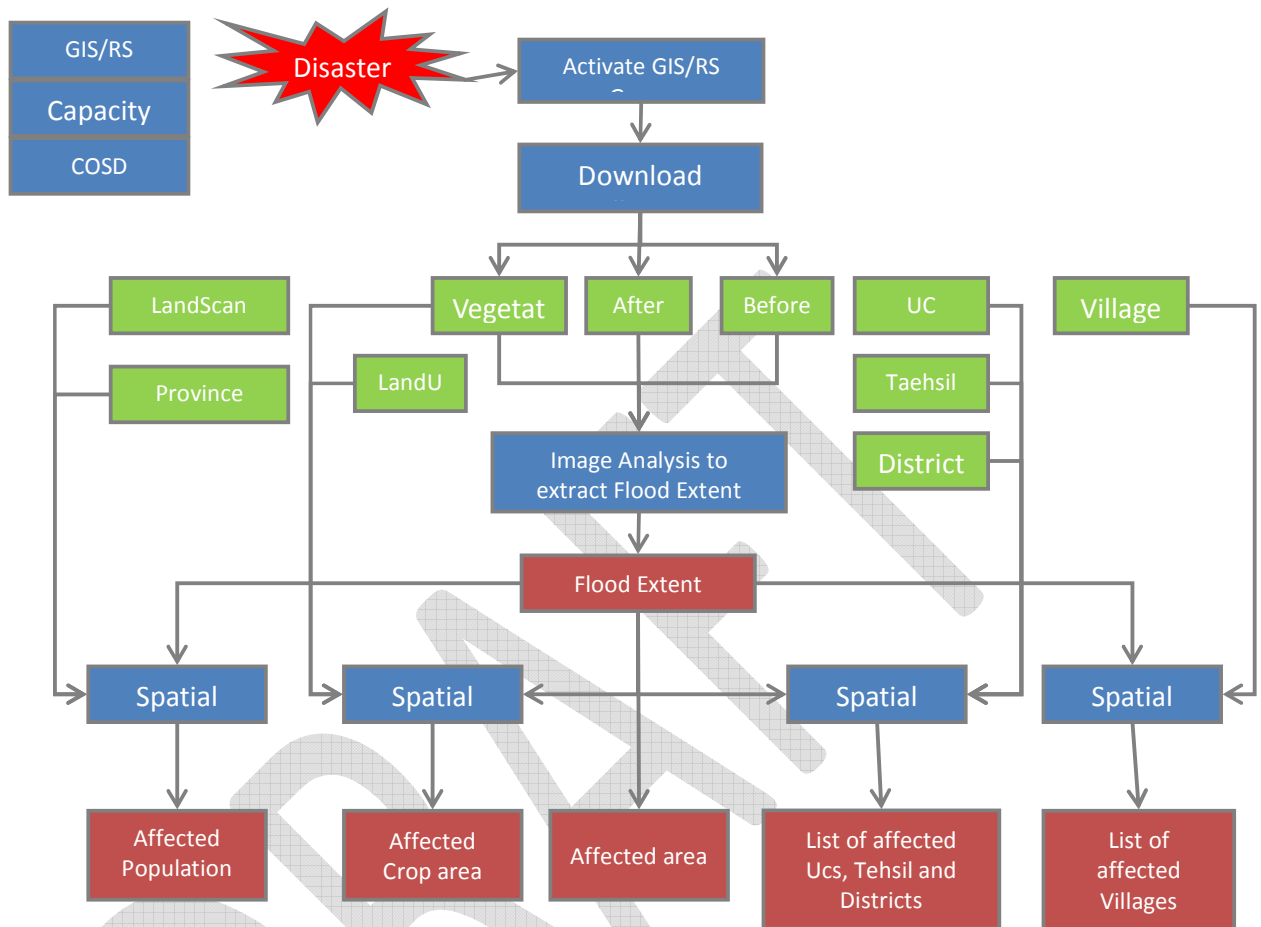 GIS/RS
Disaster
Activate GIS/RS
Capacity
COSD
Download
LandScan
Vegetat
After
Before
UC
Village
Province
LandU
Taehsil
Image Analysis to
extract Flood Extent
District
Flood Extent
Spatial
Spatial
Spatial
Spatial
Affected
Population
Affected
Crop area
Affected area
List of affected
Ucs, Tehsil and
Districts
List of
affected
Villages
DRAFT